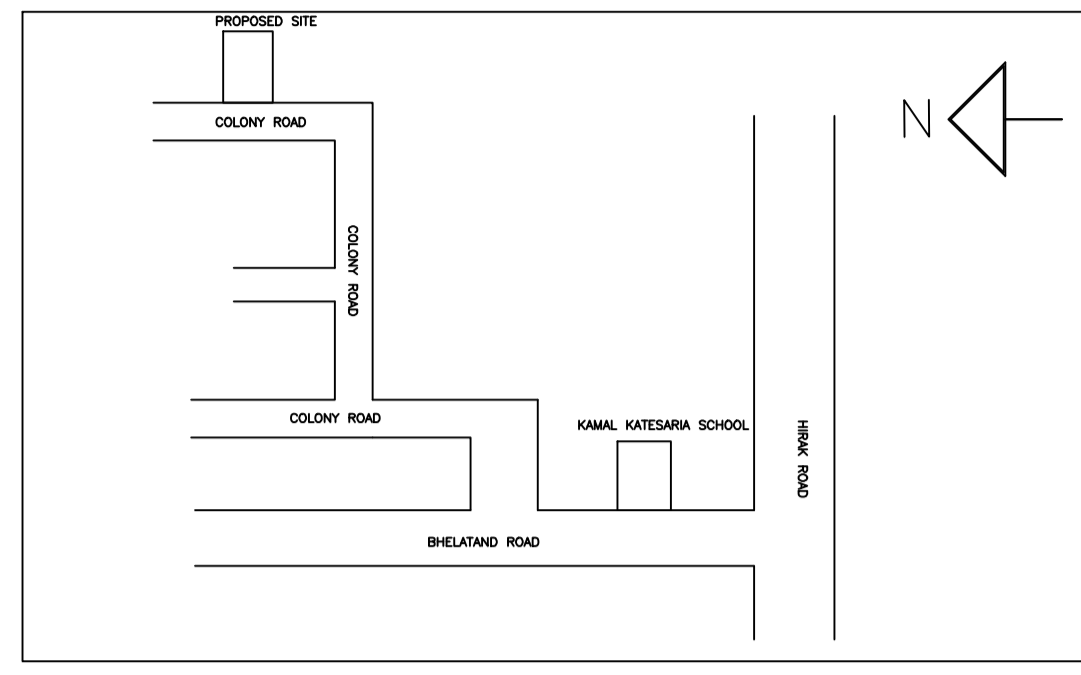 PROPOSED SITE
COLONY ROAD
N
COLONY ROAD
COLONY ROAD
KAMAL KATESARIA SCHOOL
HIRAK ROAD
BHELATAND ROAD